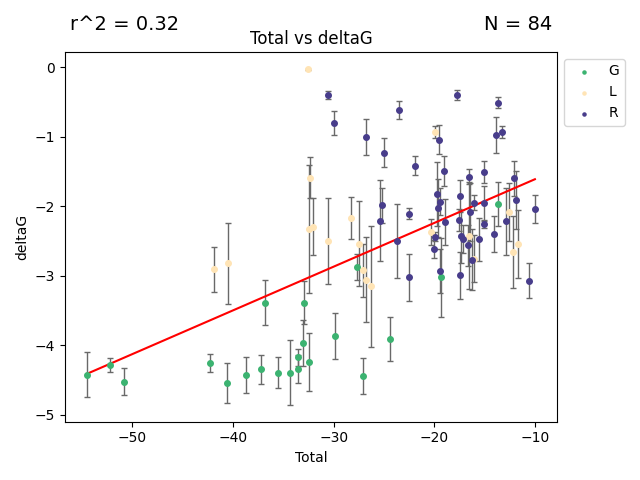 r^2 = 0.32 N = 84
Total vs deltaG
G
L
R
0
−1
−2
−3
−4
−5
deltaG
−50 −40 −30 −20 −10
Total